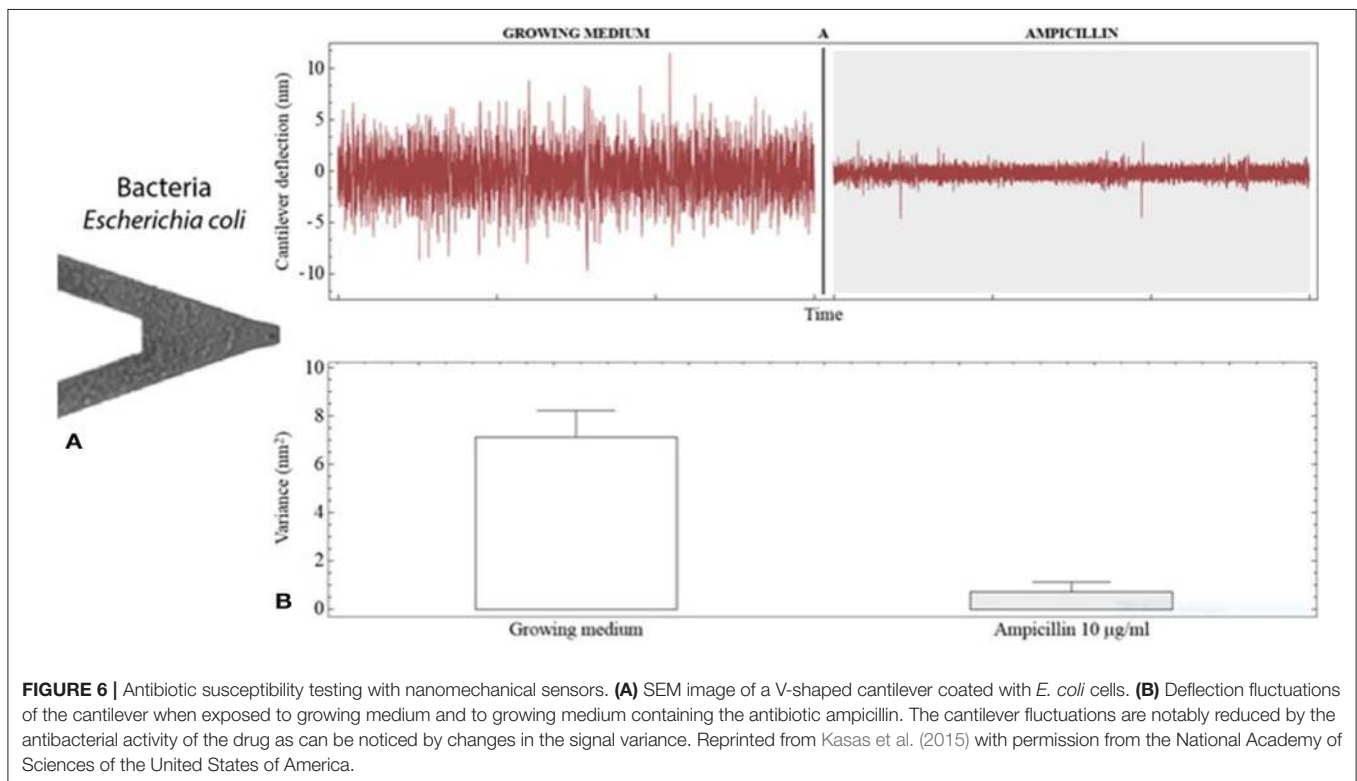 GROWING MEDIUM A AMPICILLIN
Cantilever deflection (nm)
10
5
0
-5
-10
Time
Bacteria
Escherichia coli
A
Variance (nm²)
10
8
6
4
2
0
B
Growing medium Ampicillin 10 µg/ml
FIGURE 6 | Antibiotic susceptibility testing with nanomechanical sensors. (A) SEM image of a V-shaped cantilever coated with E. coli cells. (B) Deflection fluctuations
of the cantilever when exposed to growing medium and to growing medium containing the antibiotic ampicillin. The cantilever fluctuations are notably reduced by the
antibacterial activity of the drug as can be noticed by changes in the signal variance. Reprinted from Kasas et al. (2015) with permission from the National Academy of
Sciences of the United States of America.